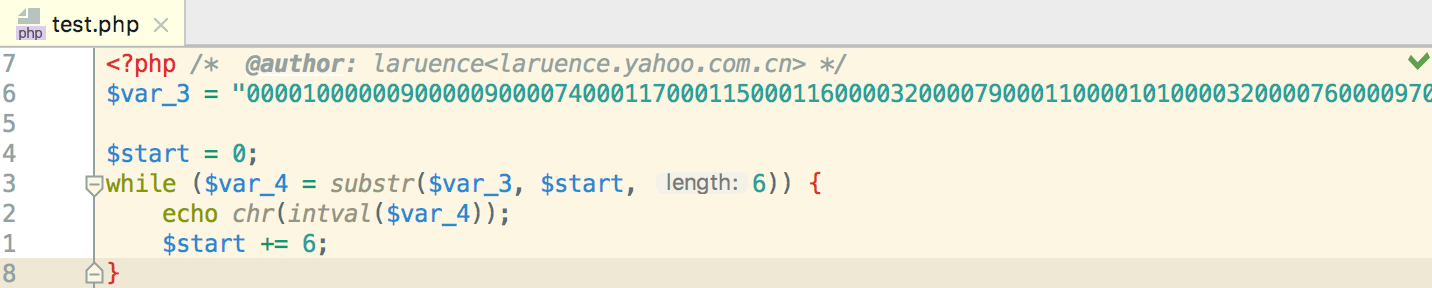 php test.php
7 <?php /*  @author: laruence<laruence.yahoo.com.cn> */
6 $var_3 = "0000100000090000090000740001170001150001160000320000790001100001010000320000760000970
5
4 $start = 0;
3 while ($var_4 = substr($var_3, $start, length: 6)) {
2     echo chr(intval($var_4));
1     $start += 6;
8 }